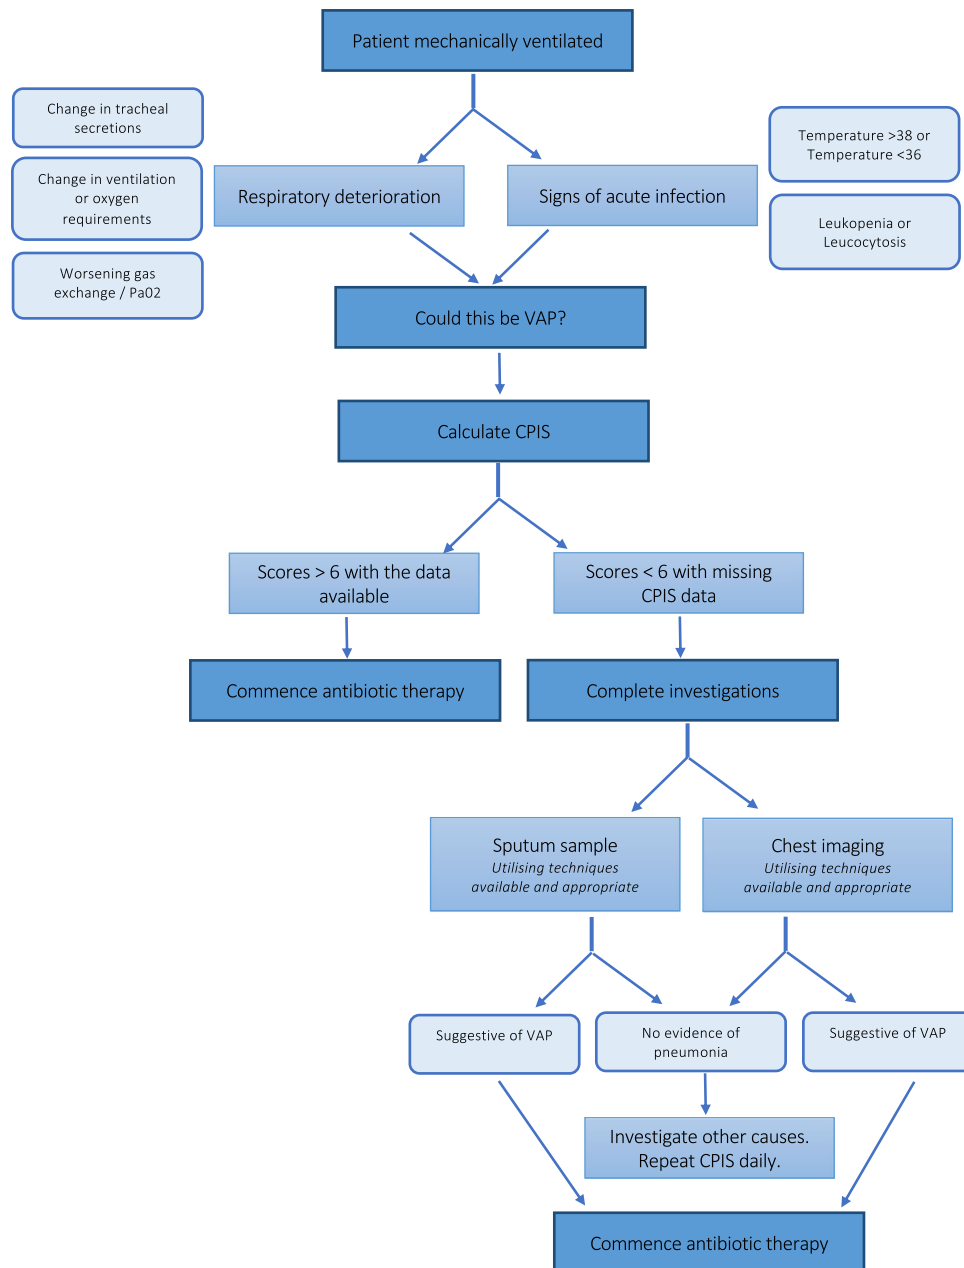 Patient mechanically ventilated
Change in tracheal
secretions
Change in ventilation
or oxygen
requirements
Worsening gas
exchange / Pa02
Respiratory deterioration
Signs of acute infection
Temperature >38 or
Temperature <36
Leukopenia or
Leucocytosis
Could this be VAP?
Calculate CPIS
Scores > 6 with the data
available
Scores < 6 with missing
CPIS data
Commence antibiotic therapy
Complete investigations
Sputum sample
Utilising techniques
available and appropriate
Chest imaging
Utilising techniques
available and appropriate
Suggestive of VAP
No evidence of
pneumonia
Suggestive of VAP
Investigate other causes.
Repeat CPIS daily.
Commence antibiotic therapy